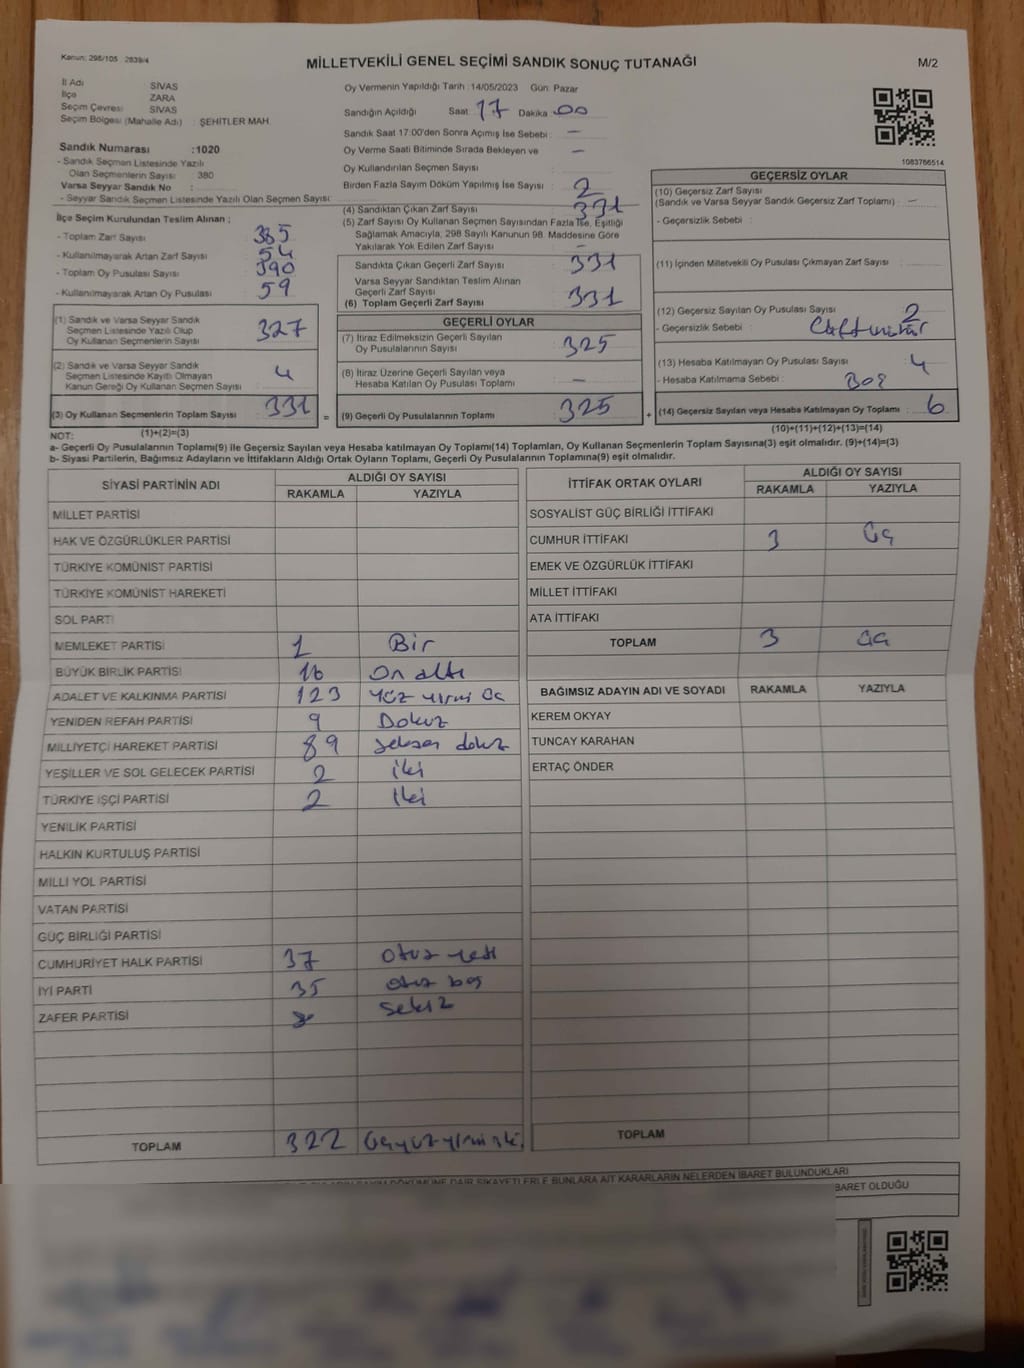 Kanun: 298/105 2839/4
MİLLETVEKİLİ GENEL SEÇİMİ SANDIK SONUÇ TUTANAĞI
M/2
İl Adı SİVAS
İlçe ZARA
Seçim Çevresi SİVAS
Seçim Bölgesi (Mahalle Adı) : ŞEHİTLER MAH.
Sandık Numarası :1020
- Sandık Seçmen Listesinde Yazılı
Olan Seçmenlerin Sayısı 380
Varsa Seyyar Sandık No :
- Seyyar Sandık Seçmen Listesinde Yazılı Olan Seçmen Sayısı :
Oy Vermenin Yapıldığı Tarih :14/05/2023 Gün: Pazar
Sandığın Açıldığı Saat 17 Dakika 00
Sandık Saat 17:00'den Sonra Açımış İse Sebebi : -
Oy Verme Saati Bitiminde Sırada Bekleyen ve
Oy Kullandırılan Seçmen Sayısı : -
Birden Fazla Sayım Döküm Yapılmış İse Sayısı : 2
1083766514
İlçe Seçim Kurulundan Teslim Alınan ;
- Toplam Zarf Sayısı 385
- Kullanılmayarak Artan Zarf Sayısı 54
- Toplam Oy Pusulası Sayısı 390
- Kullanılmayarak Artan Oy Pusulası 59
(1) Sandık ve Varsa Seyyar Sandık
Seçmen Listesinde Yazılı Olup
Oy Kullanan Seçmenlerin Sayısı 327
(2) Sandık ve Varsa Seyyar Sandık
Seçmen Listesinde Kayıtlı Olmayan
Kanun Gereği Oy Kullanan Seçmen Sayısı 4
(3) Oy Kullanan Seçmenlerin Toplam Sayısı 331 =
(1)+(2)=(3)
(4) Sandıktan Çıkan Zarf Sayısı 331
(5) Zarf Sayısı Oy Kullanan Seçmen Sayısından Fazla İse, Eşitliği
Sağlamak Amacıyla, 298 Sayılı Kanunun 98. Maddesine Göre
Yakılarak Yok Edilen Zarf Sayısı : -
Sandıkta Çıkan Geçerli Zarf Sayısı 331
Varsa Seyyar Sandıktan Teslim Alınan
Geçerli Zarf Sayısı
(6) Toplam Geçerli Zarf Sayısı 331
GEÇERLİ OYLAR
(7) İtiraz Edilmeksizin Geçerli Sayılan
Oy Pusulalarının Sayısı 325
(8) İtiraz Üzerine Geçerli Sayılan veya
Hesaba Katılan Oy Pusulası Toplamı -
(9) Geçerli Oy Pusulalarının Toplamı 325 +
GEÇERSİZ OYLAR
(10) Geçersiz Zarf Sayısı
(Sandık ve Varsa Seyyar Sandık Geçersiz Zarf Toplamı) : -
- Geçersizlik Sebebi :
(11) İçinden Milletvekili Oy Pusulası Çıkmayan Zarf Sayısı :
(12) Geçersiz Sayılan Oy Pusulası Sayısı 2
- Geçersizlik Sebebi :
(13) Hesaba Katılmayan Oy Pusulası Sayısı 4
- Hesaba Katılmama Sebebi : Boş
(14) Geçersiz Sayılan veya Hesaba Katılmayan Oy Toplamı : 6
(10)+(11)+(12)+(13)=(14)
NOT:
a- Geçerli Oy Pusulalarının Toplamı(9) ile Geçersiz Sayılan veya Hesaba katılmayan Oy Toplamı(14) Toplamları, Oy Kullanan Seçmenlerin Toplam Sayısına(3) eşit olmalıdır. (9)+(14)=(3)
b- Siyasi Partilerin, Bağımsız Adayların ve İttifakların Aldığı Ortak Oyların Toplamı, Geçerli Oy Pusulalarının Toplamına(9) eşit olmalıdır.
SİYASİ PARTİNİN ADI ALDIĞI OY SAYISI
RAKAMLA YAZIYLA
MİLLET PARTİSİ
HAK VE ÖZGÜRLÜKLER PARTİSİ
TÜRKİYE KOMÜNİST PARTİSİ
TÜRKİYE KOMÜNİST HAREKETİ
SOL PARTİ
MEMLEKET PARTİSİ 1 Bir
BÜYÜK BİRLİK PARTİSİ 16 On altı
ADALET VE KALKINMA PARTİSİ 123 Yüz yirmi üç
YENİDEN REFAH PARTİSİ 9 Dokuz
MİLLİYETÇİ HAREKET PARTİSİ 89 seksen dokuz
YEŞİLLER VE SOL GELECEK PARTİSİ 2 iki
TÜRKİYE İŞÇİ PARTİSİ 2 İki
YENİLİK PARTİSİ
HALKIN KURTULUŞ PARTİSİ
MİLLİ YOL PARTİSİ
VATAN PARTİSİ
GÜÇ BİRLİĞİ PARTİSİ
CUMHURİYET HALK PARTİSİ 37 Otuz yedi
İYİ PARTİ 35 otuz beş
ZAFER PARTİSİ 8 Sekiz
TOPLAM 322 üçyüz yirmi iki
İTTİFAK ORTAK OYLARI ALDIĞI OY SAYISI
RAKAMLA YAZIYLA
SOSYALİST GÜÇ BİRLİĞİ İTTİFAKI
CUMHUR İTTİFAKI 3 Üç
EMEK VE ÖZGÜRLÜK İTTİFAKI
MİLLET İTTİFAKI
ATA İTTİFAKI
TOPLAM 3 üç
BAĞIMSIZ ADAYIN ADI VE SOYADI RAKAMLA YAZIYLA
KEREM OKYAY
TUNCAY KARAHAN
ERTAÇ ÖNDER
TOPLAM
DÖKÜMÜNE DAİR ŞİKAYETLERLE BUNLARA AİT KARARLARIN NELERDEN İBARET BULUNDUKLARI
BARET OLDUĞU